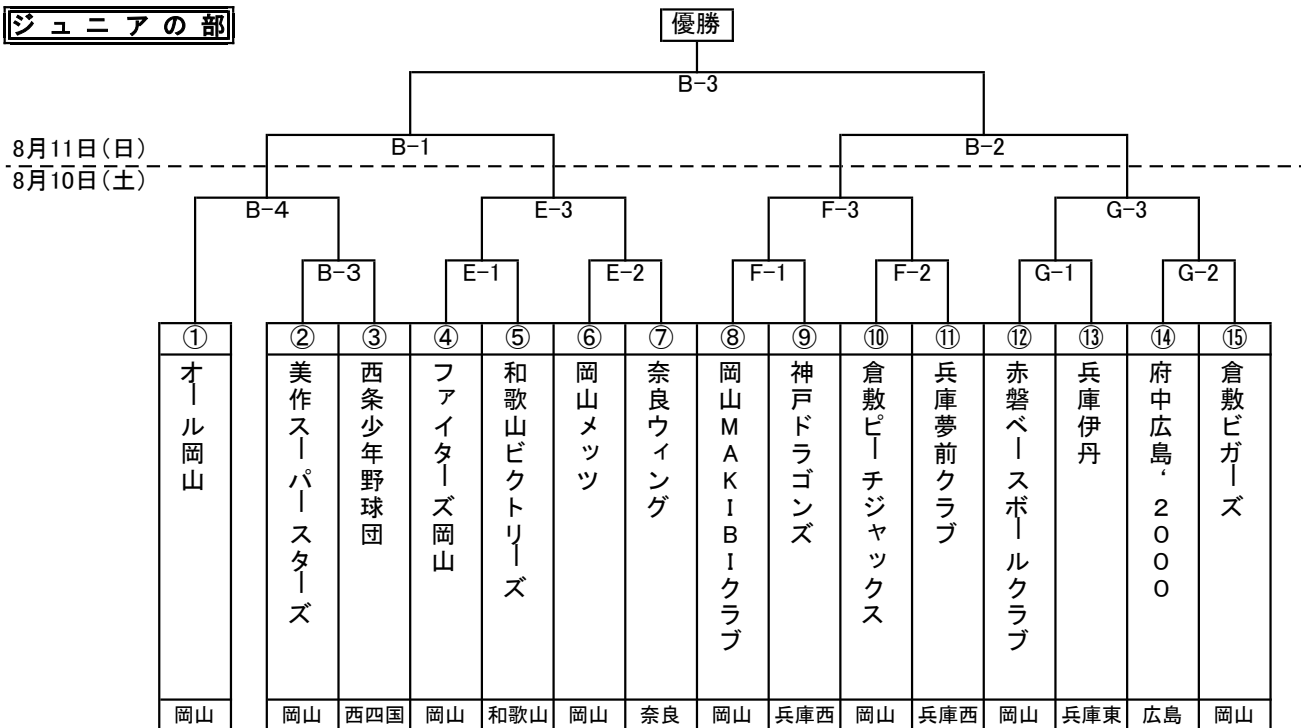 ジュニアの部
優勝
B-3
8月11日(日)
B-1
B-2
8月10日(土)
B-4
E-3
F-3
G-3
B-3
E-1
E-2
F-1
F-2
G-1
G-2
① ② ③ ④ ⑤ ⑥ ⑦ ⑧ ⑨ ⑩ ⑪ ⑫ ⑬ ⑭ ⑮
オール岡山
美作スーパースターズ
西条少年野球団
ファイターズ岡山
和歌山ビクトリーズ
岡山メッツ
奈良ウィング
岡山MAKIBIクラブ
神戸ドラゴンズ
倉敷ピーチジャックス
兵庫夢前クラブ
赤磐ベースボールクラブ
兵庫伊丹
府中広島‘2000
倉敷ビガーズ
岡山 岡山 西四国 岡山 和歌山 岡山 奈良 岡山 兵庫西 岡山 兵庫西 岡山 兵庫東 広島 岡山